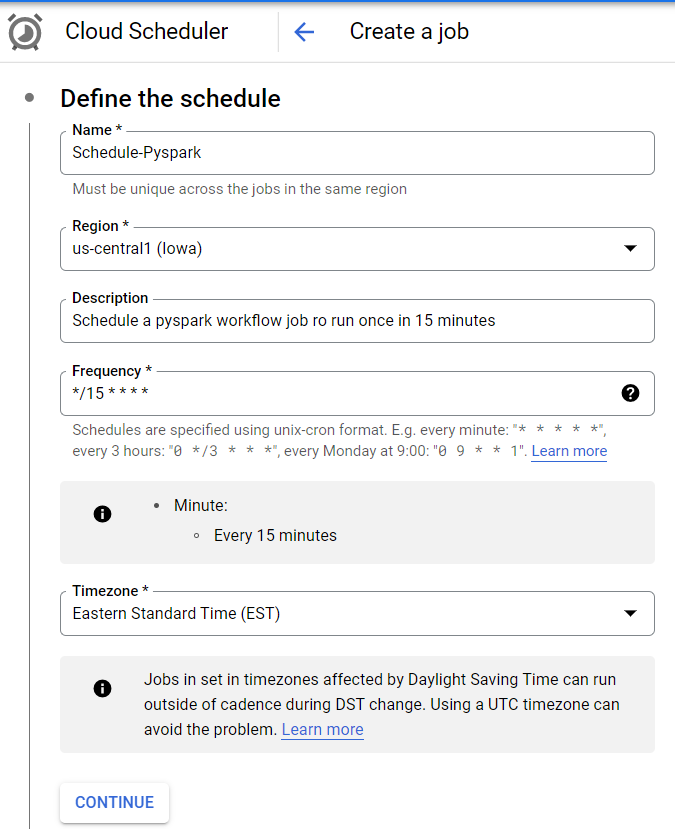 Cloud Scheduler
Create a job
Define the schedule
Name *
Schedule-Pyspark
Must be unique across the jobs in the same region
Region *
us-central1 (Iowa)
Description
Schedule a pyspark workflow job ro run once in 15 minutes
Frequency *
*/15 * * * *
Schedules are specified using unix-cron format. E.g. every minute: "* * * * *",
every 3 hours: "0 */3 * * *", every Monday at 9:00: "0 9 * * 1". Learn more
Minute:
Every 15 minutes
Timezone *
Eastern Standard Time (EST)
Jobs in set in timezones affected by Daylight Saving Time can run
outside of cadence during DST change. Using a UTC timezone can
avoid the problem. Learn more
CONTINUE